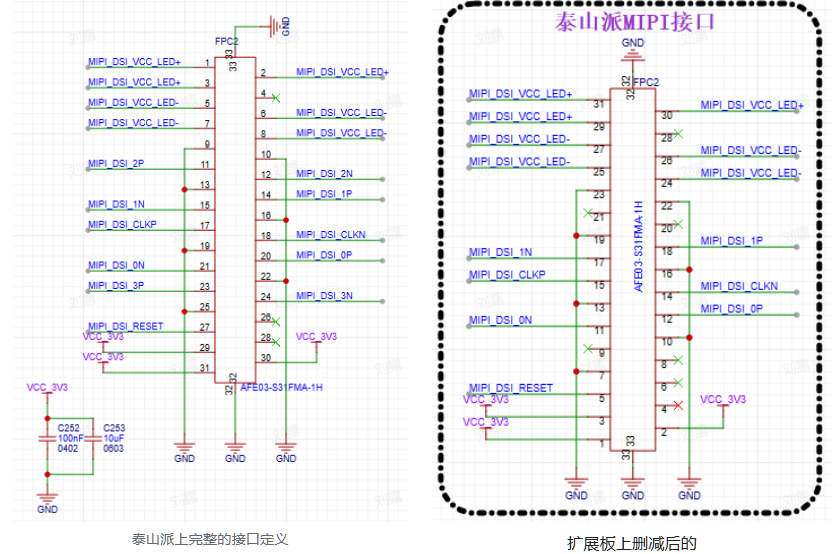 GND
FPC2
33
33
MIPI_DSI_VCC_LED+
1
2
MIPI_DSI_VCC_LED+
MIPI_DSI_VCC_LED+
3
4
MIPI_DSI_VCC_LED-
5
6
MIPI_DSI_VCC_LED-
MIPI_DSI_VCC_LED-
7
8
MIPI_DSI_VCC_LED-
9
10
MIPI_DSI_2P
11
12
MIPI_DSI_2N
13
14
MIPI_DSI_1P
MIPI_DSI_1N
15
16
MIPI_DSI_CLKP
17
18
MIPI_DSI_CLKN
19
20
MIPI_DSI_0P
MIPI_DSI_0N
21
22
MIPI_DSI_3P
23
24
MIPI_DSI_3N
25
26
MIPI_DSI_RESET
27
28
VCC_3V3
VCC_3V3
29
30
VCC_3V3
31
32
32
AFE03-S31FMA-1H
VCC_3V3
C252
100nF
0402
C253
10uF
0603
GND
GND
GND
GND
泰山派上完整的接口定义
泰山派MIPI接口
GND
FPC2
32
32
MIPI_DSI_VCC_LED+
31
30
MIPI_DSI_VCC_LED+
MIPI_DSI_VCC_LED+
29
28
MIPI_DSI_VCC_LED-
27
26
MIPI_DSI_VCC_LED-
MIPI_DSI_VCC_LED-
25
24
MIPI_DSI_VCC_LED-
23
22
21
20
19
18
MIPI_DSI_1P
MIPI_DSI_1N
17
16
MIPI_DSI_CLKP
15
14
MIPI_DSI_CLKN
13
12
MIPI_DSI_0P
MIPI_DSI_0N
11
10
9
8
7
6
MIPI_DSI_RESET
5
4
VCC_3V3
VCC_3V3
3
2
VCC_3V3
1
33
33
AFE03-S31FMA-1H
GND
GND
GND
扩展板上删减后的